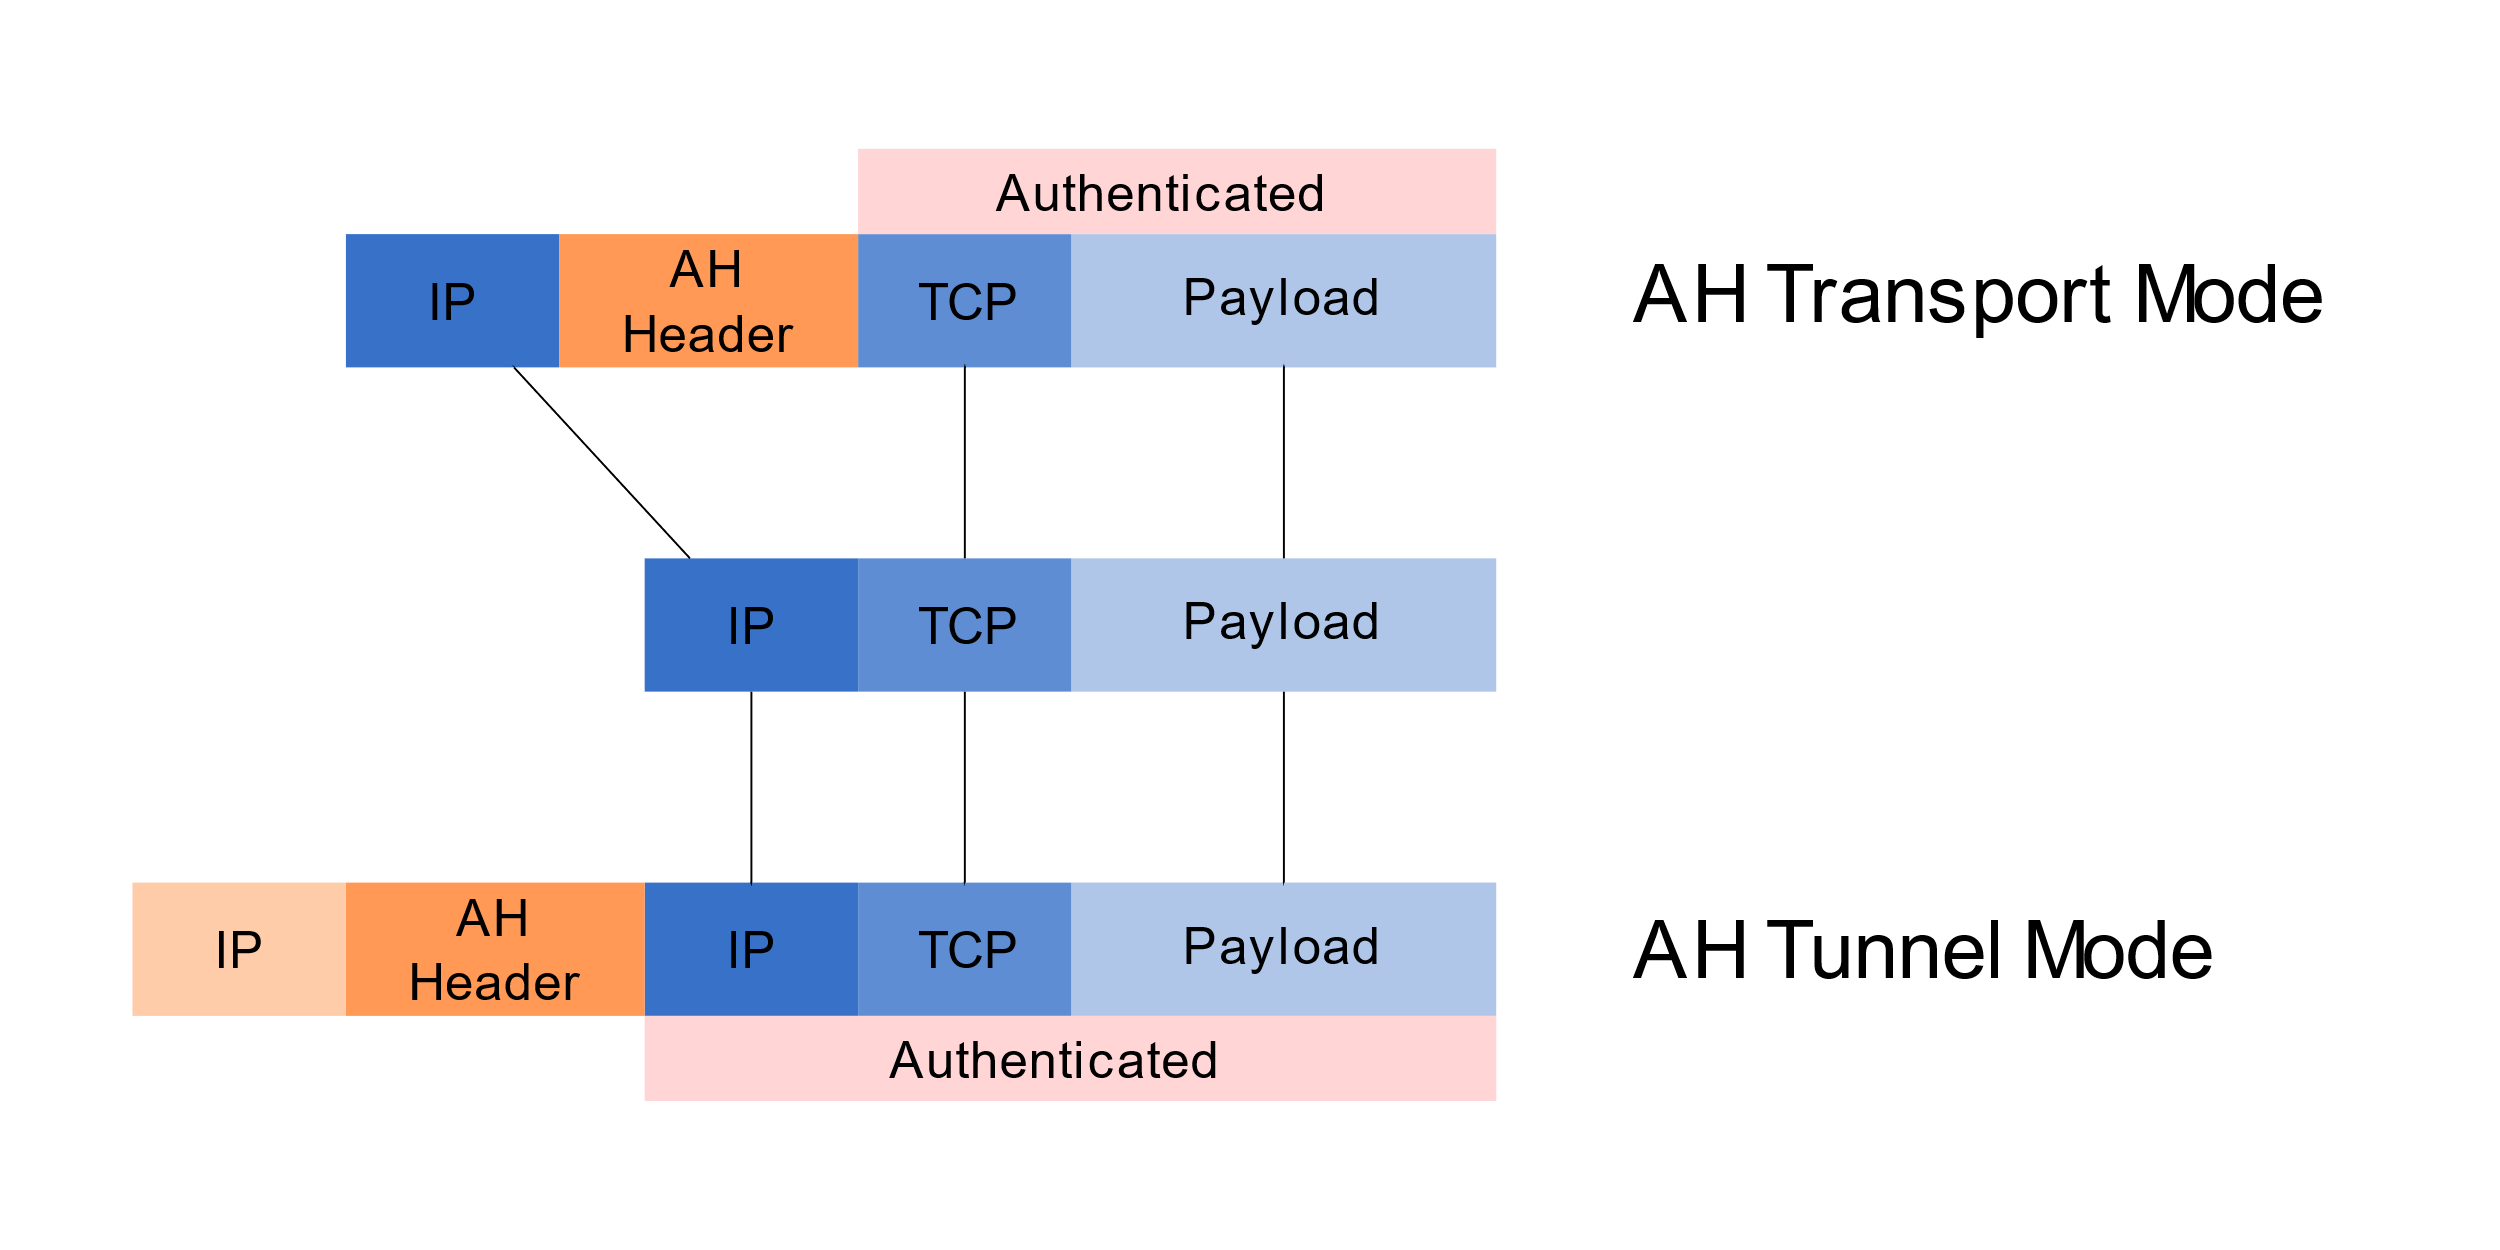 Authenticated
IP
AH
Header
TCP
Payload
AH Transport Mode
IP
TCP
Payload
IP
AH
Header
IP
TCP
Payload
AH Tunnel Mode
Authenticated